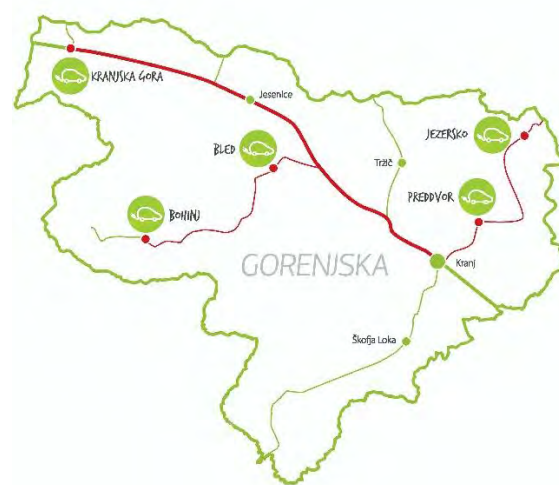 KRANJSKA GORA
Jesenice
JEZERSKO
BLED
Tržič
PREDDVOR
BOHINJ
GORENJSKA
Kranj
Škofja Loka